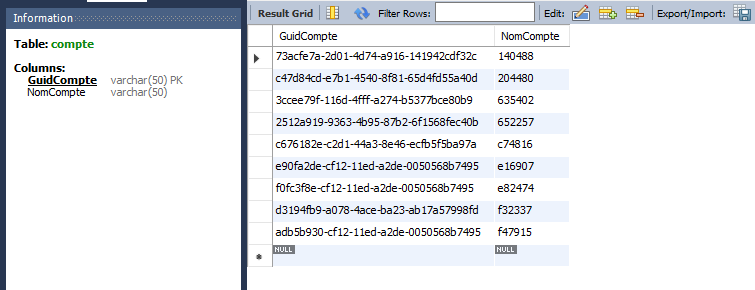 Information
Table: compte
Columns:
GuidCompte varchar(50) PK
NomCompte varchar(50)
Result Grid Filter Rows: Edit: Export/Import:
GuidCompte NomCompte
73acfe7a-2d01-4d74-a916-141942cdf32c 140488
c47d84cd-e7b1-4540-8f81-65d4fd55a40d 204480
3ccee79f-116d-4fff-a274-b5377bce80b9 635402
2512a919-9363-4b95-87b2-6f1568fec40b 652257
c676182e-c2d1-44a3-8e46-ecfb5f5ba97a c74816
e90fa2de-cf12-11ed-a2de-0050568b7495 e16907
f0fc3f8e-cf12-11ed-a2de-0050568b7495 e82474
d3194fb9-a078-4ace-ba23-ab17a57998fd f32337
adb5b930-cf12-11ed-a2de-0050568b7495 f47915
NULL NULL